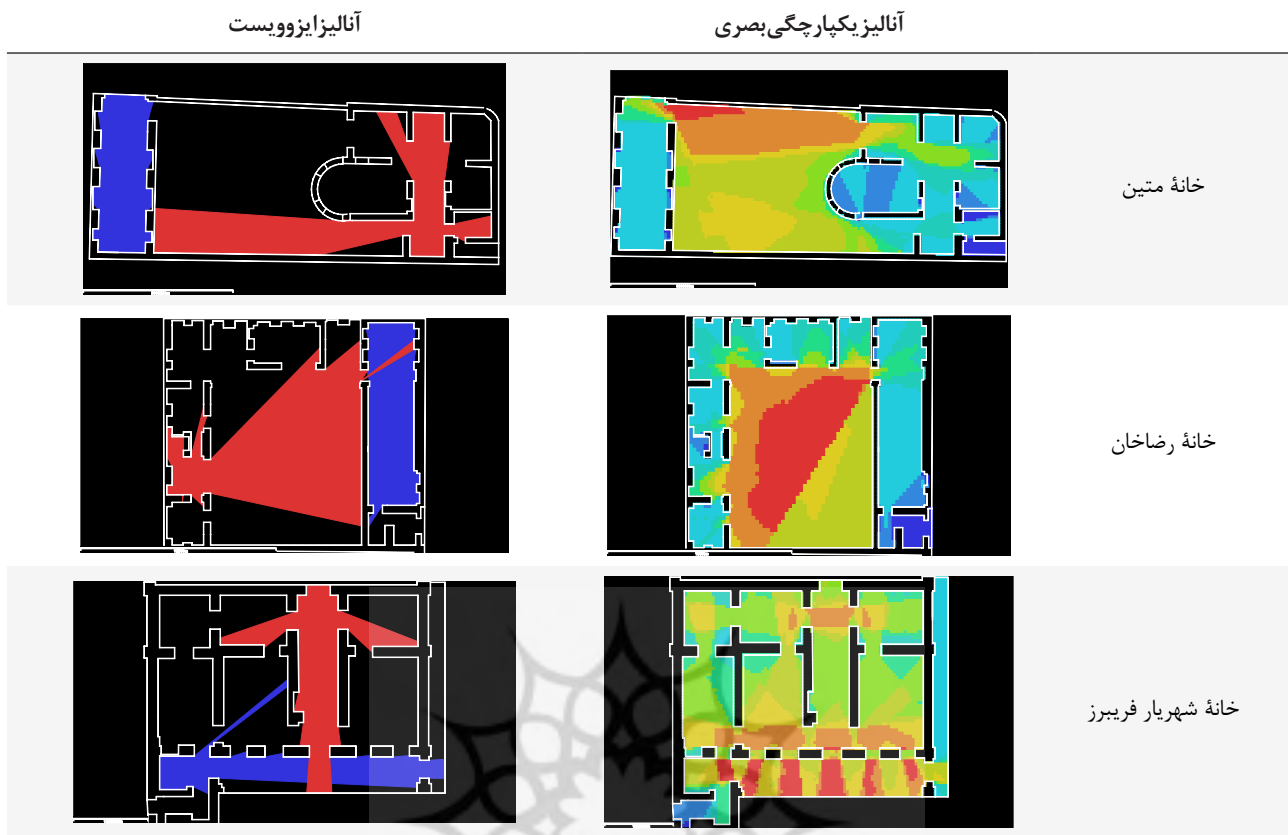 آنالیزیکپارچگی‌بصری
آنالیزایزوویست
خانهٔ متین
خانهٔ رضاخان
خانهٔ شهریار فریبرز